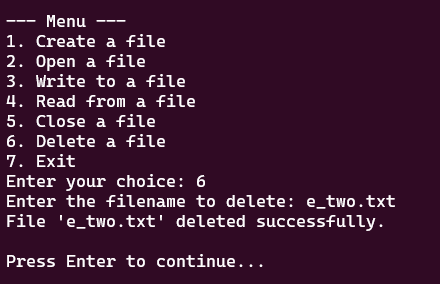 --- Menu ---
1. Create a file
2. Open a file
3. Write to a file
4. Read from a file
5. Close a file
6. Delete a file
7. Exit
Enter your choice: 6
Enter the filename to delete: e_two.txt
File 'e_two.txt' deleted successfully.
Press Enter to continue...